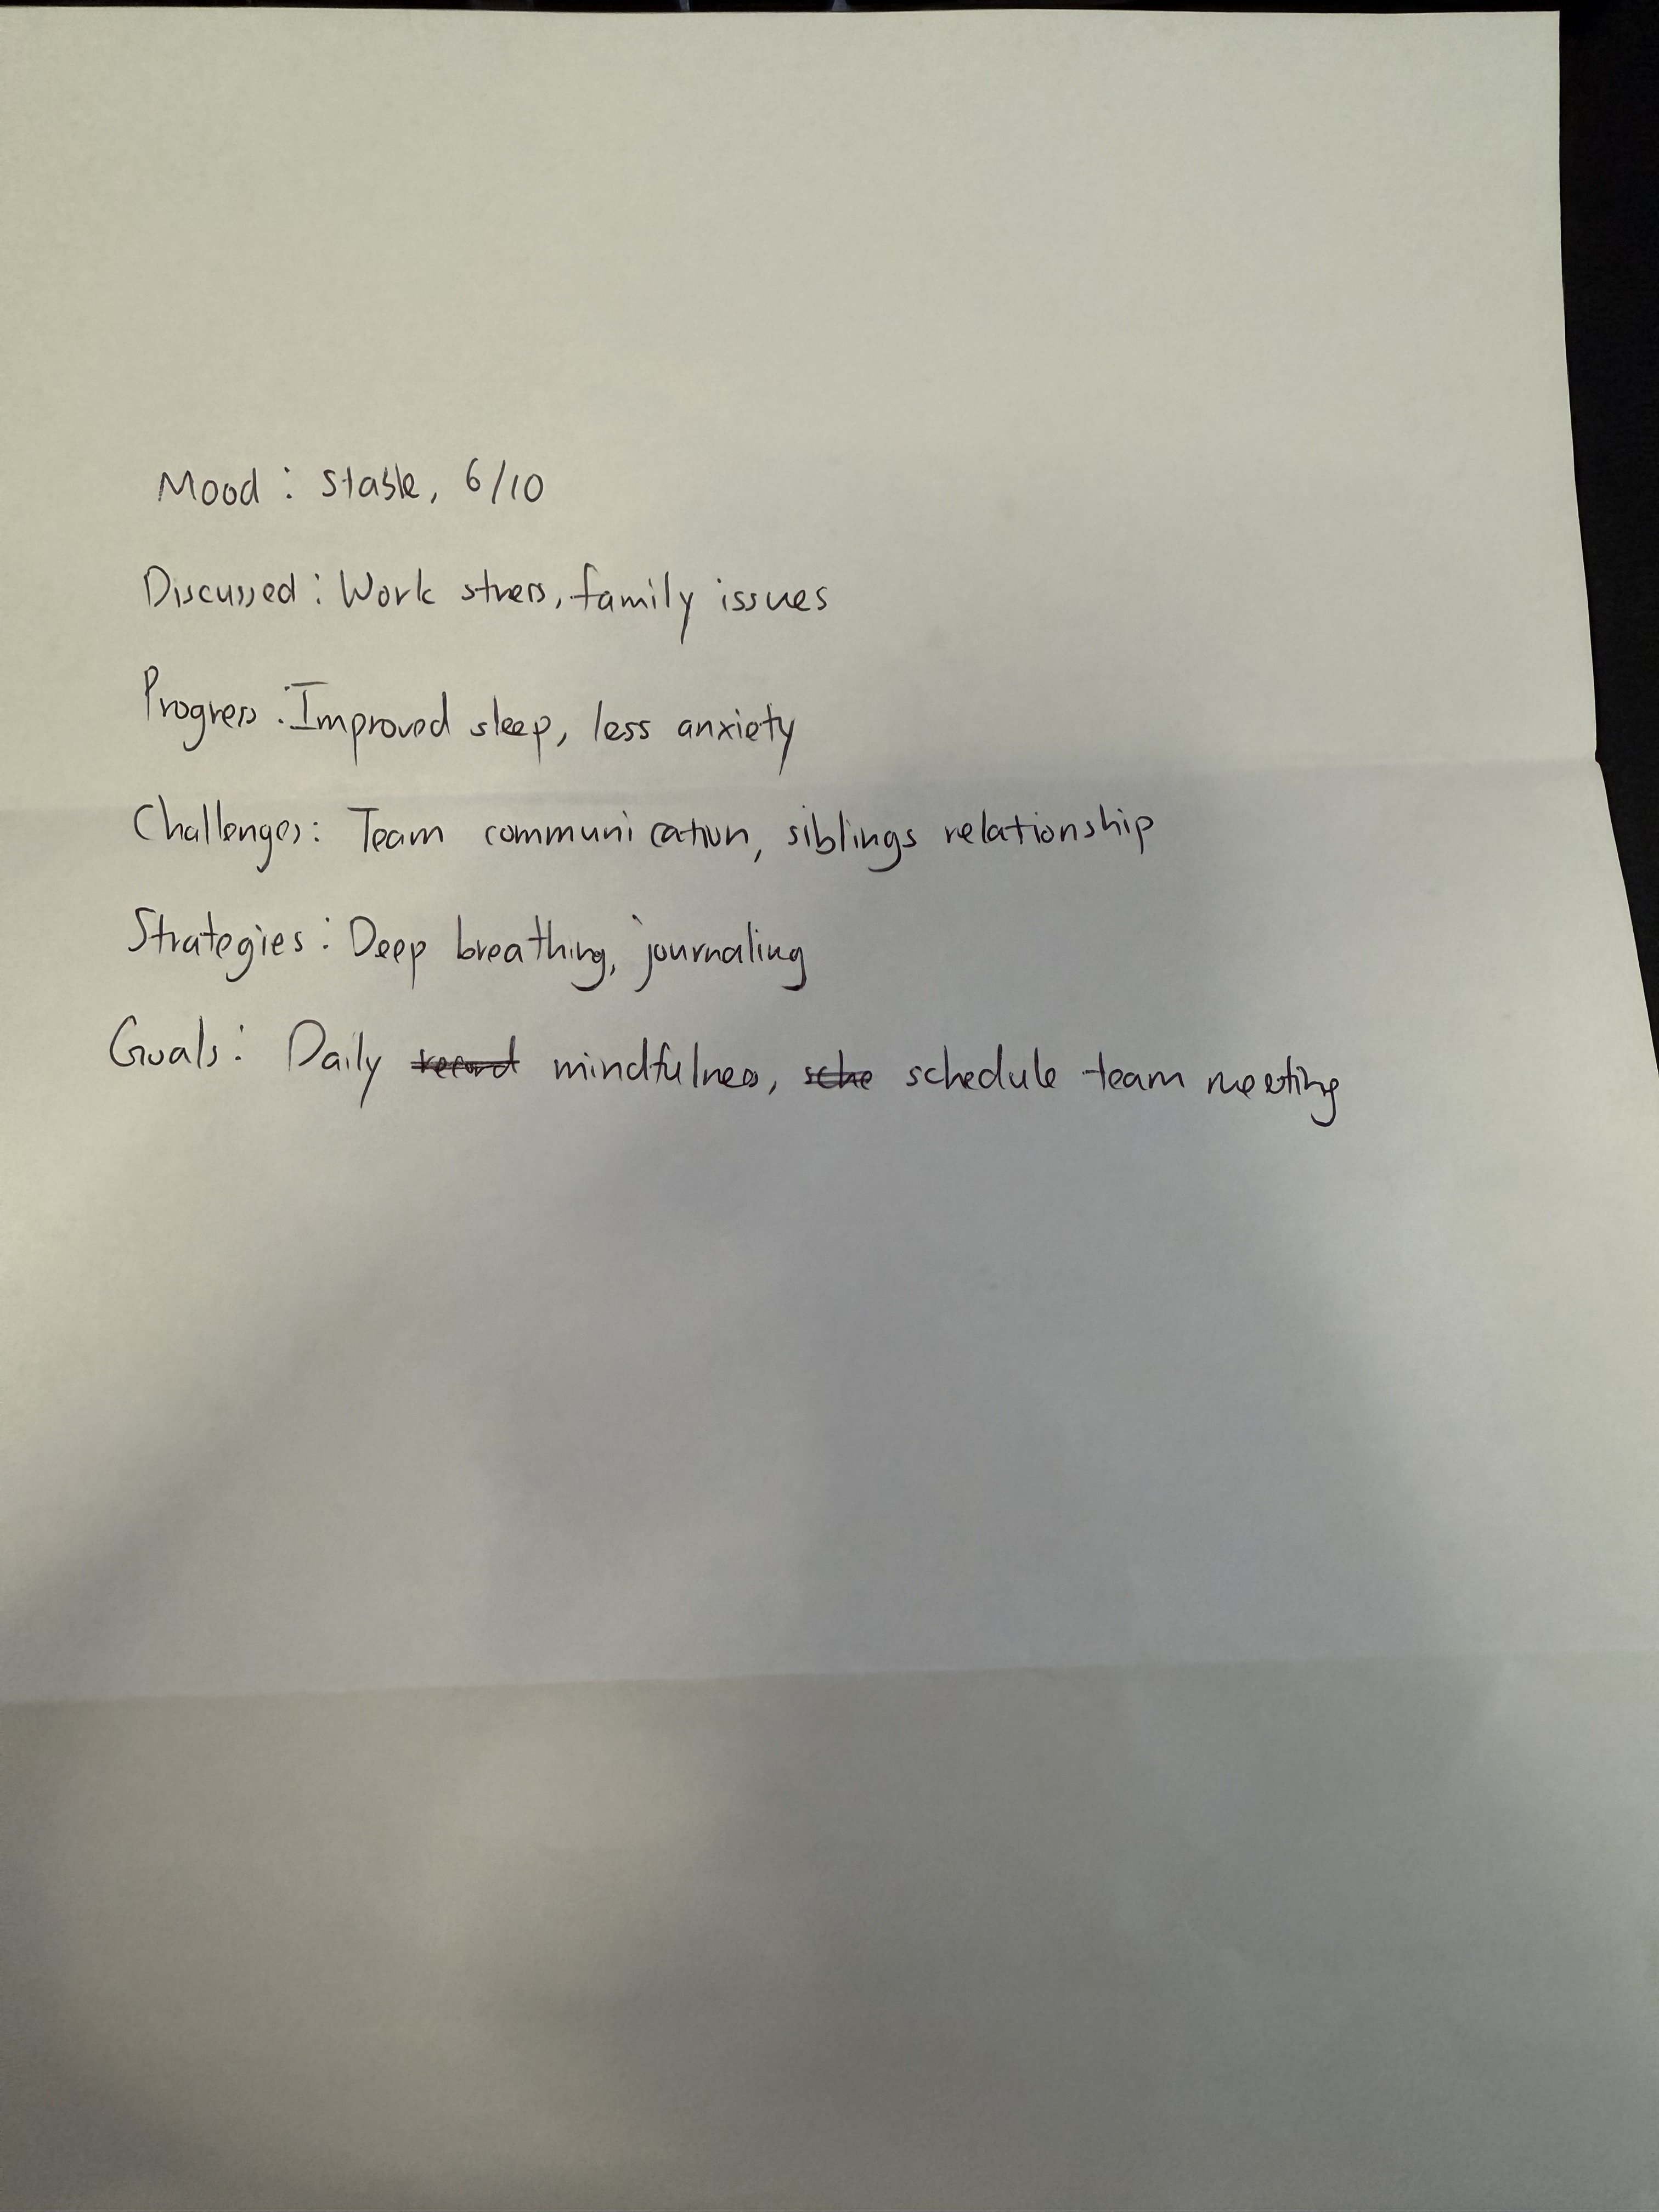 Mood: stable, 6/10
Discussed: Work stress, family issues
Progress: Improved sleep, less anxiety
Challenges: Team communication, siblings relationship
Strategies: Deep breathing, journaling
Goals: Daily record mindfulness, sche schedule team meeting